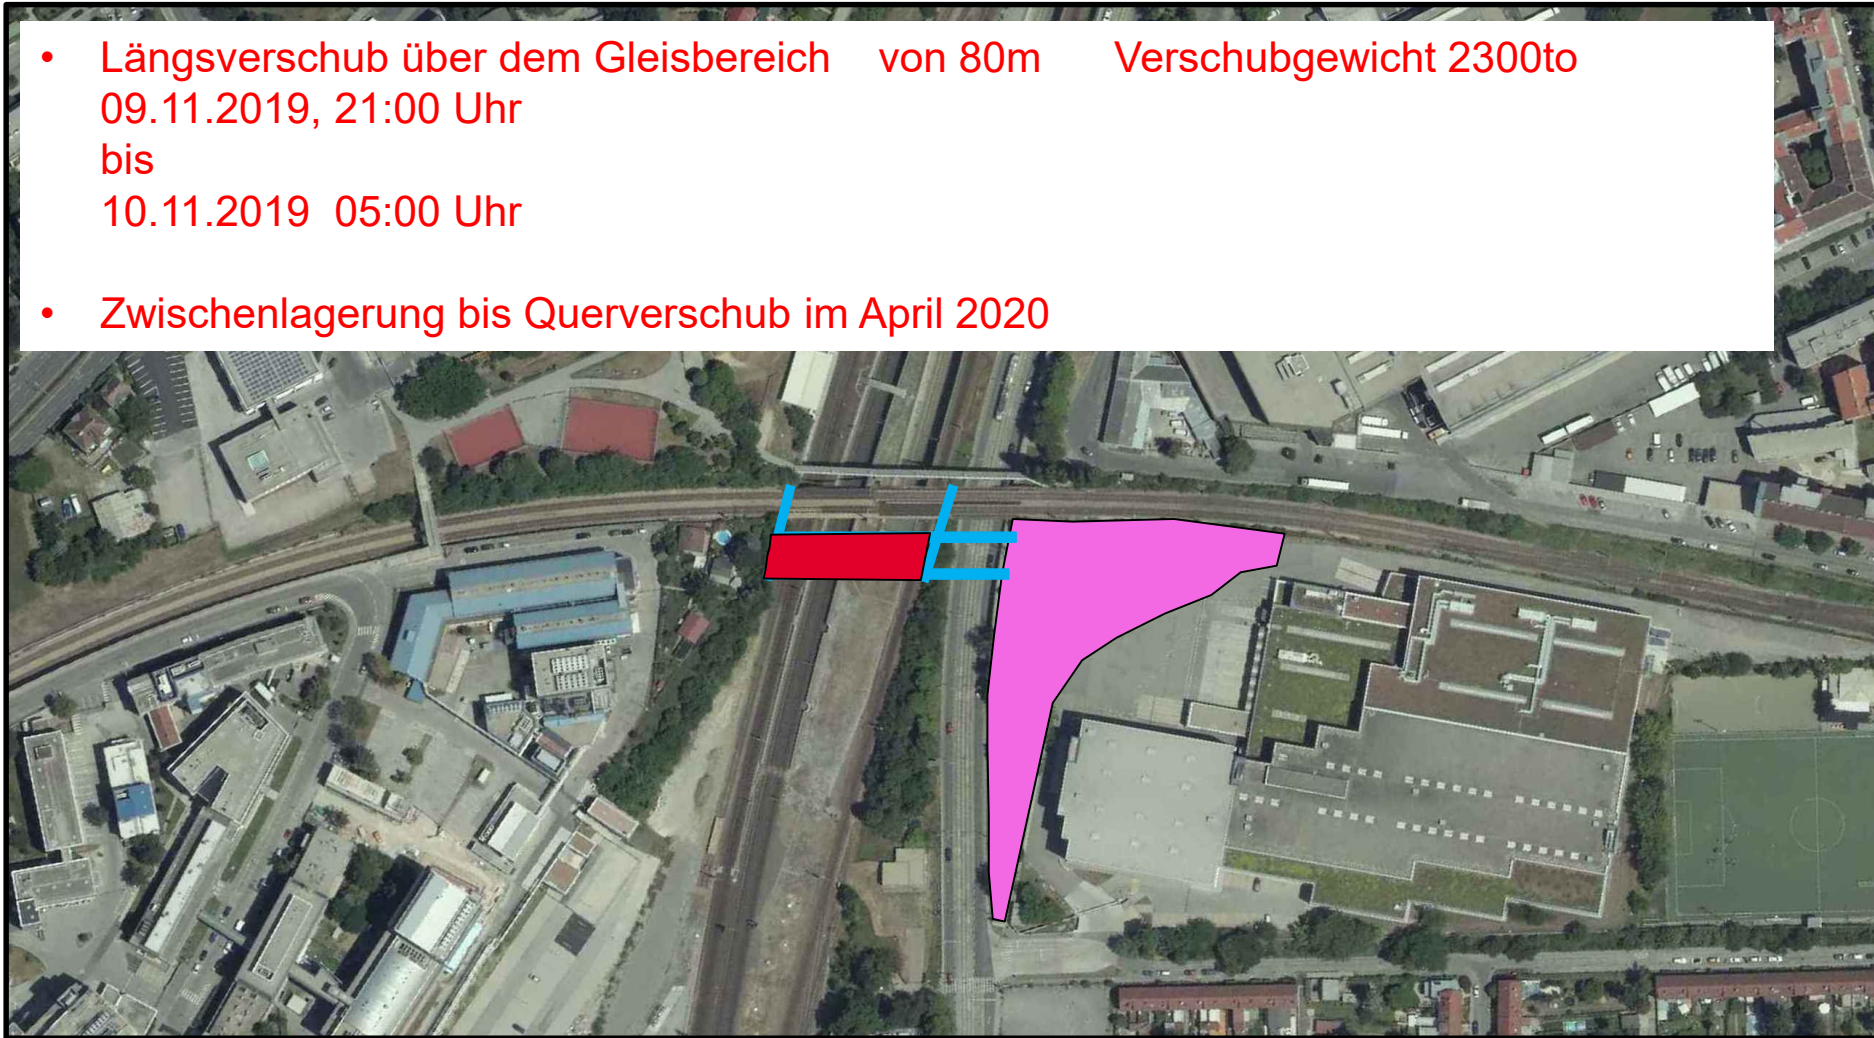 • Längsverschub über dem Gleisbereich von 80m Verschubgewicht 2300to
09.11.2019, 21:00 Uhr
bis
10.11.2019 05:00 Uhr
• Zwischenlagerung bis Querverschub im April 2020